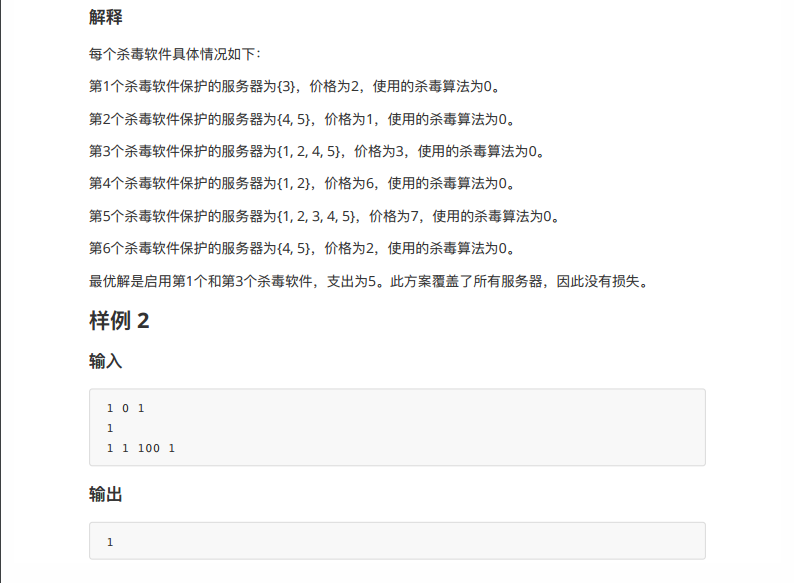 解释
每个杀毒软件具体情况如下：
第1个杀毒软件保护的服务器为{3}，价格为2，使用的杀毒算法为0。
第2个杀毒软件保护的服务器为{4, 5}，价格为1，使用的杀毒算法为0。
第3个杀毒软件保护的服务器为{1, 2, 4, 5}，价格为3，使用的杀毒算法为0。
第4个杀毒软件保护的服务器为{1, 2}，价格为6，使用的杀毒算法为0。
第5个杀毒软件保护的服务器为{1, 2, 3, 4, 5}，价格为7，使用的杀毒算法为0。
第6个杀毒软件保护的服务器为{4, 5}，价格为2，使用的杀毒算法为0。
最优解是启用第1个和第3个杀毒软件，支出为5。此方案覆盖了所有服务器，因此没有损失。
样例 2
输入
1 0 1
1
1 1 100 1
输出
1